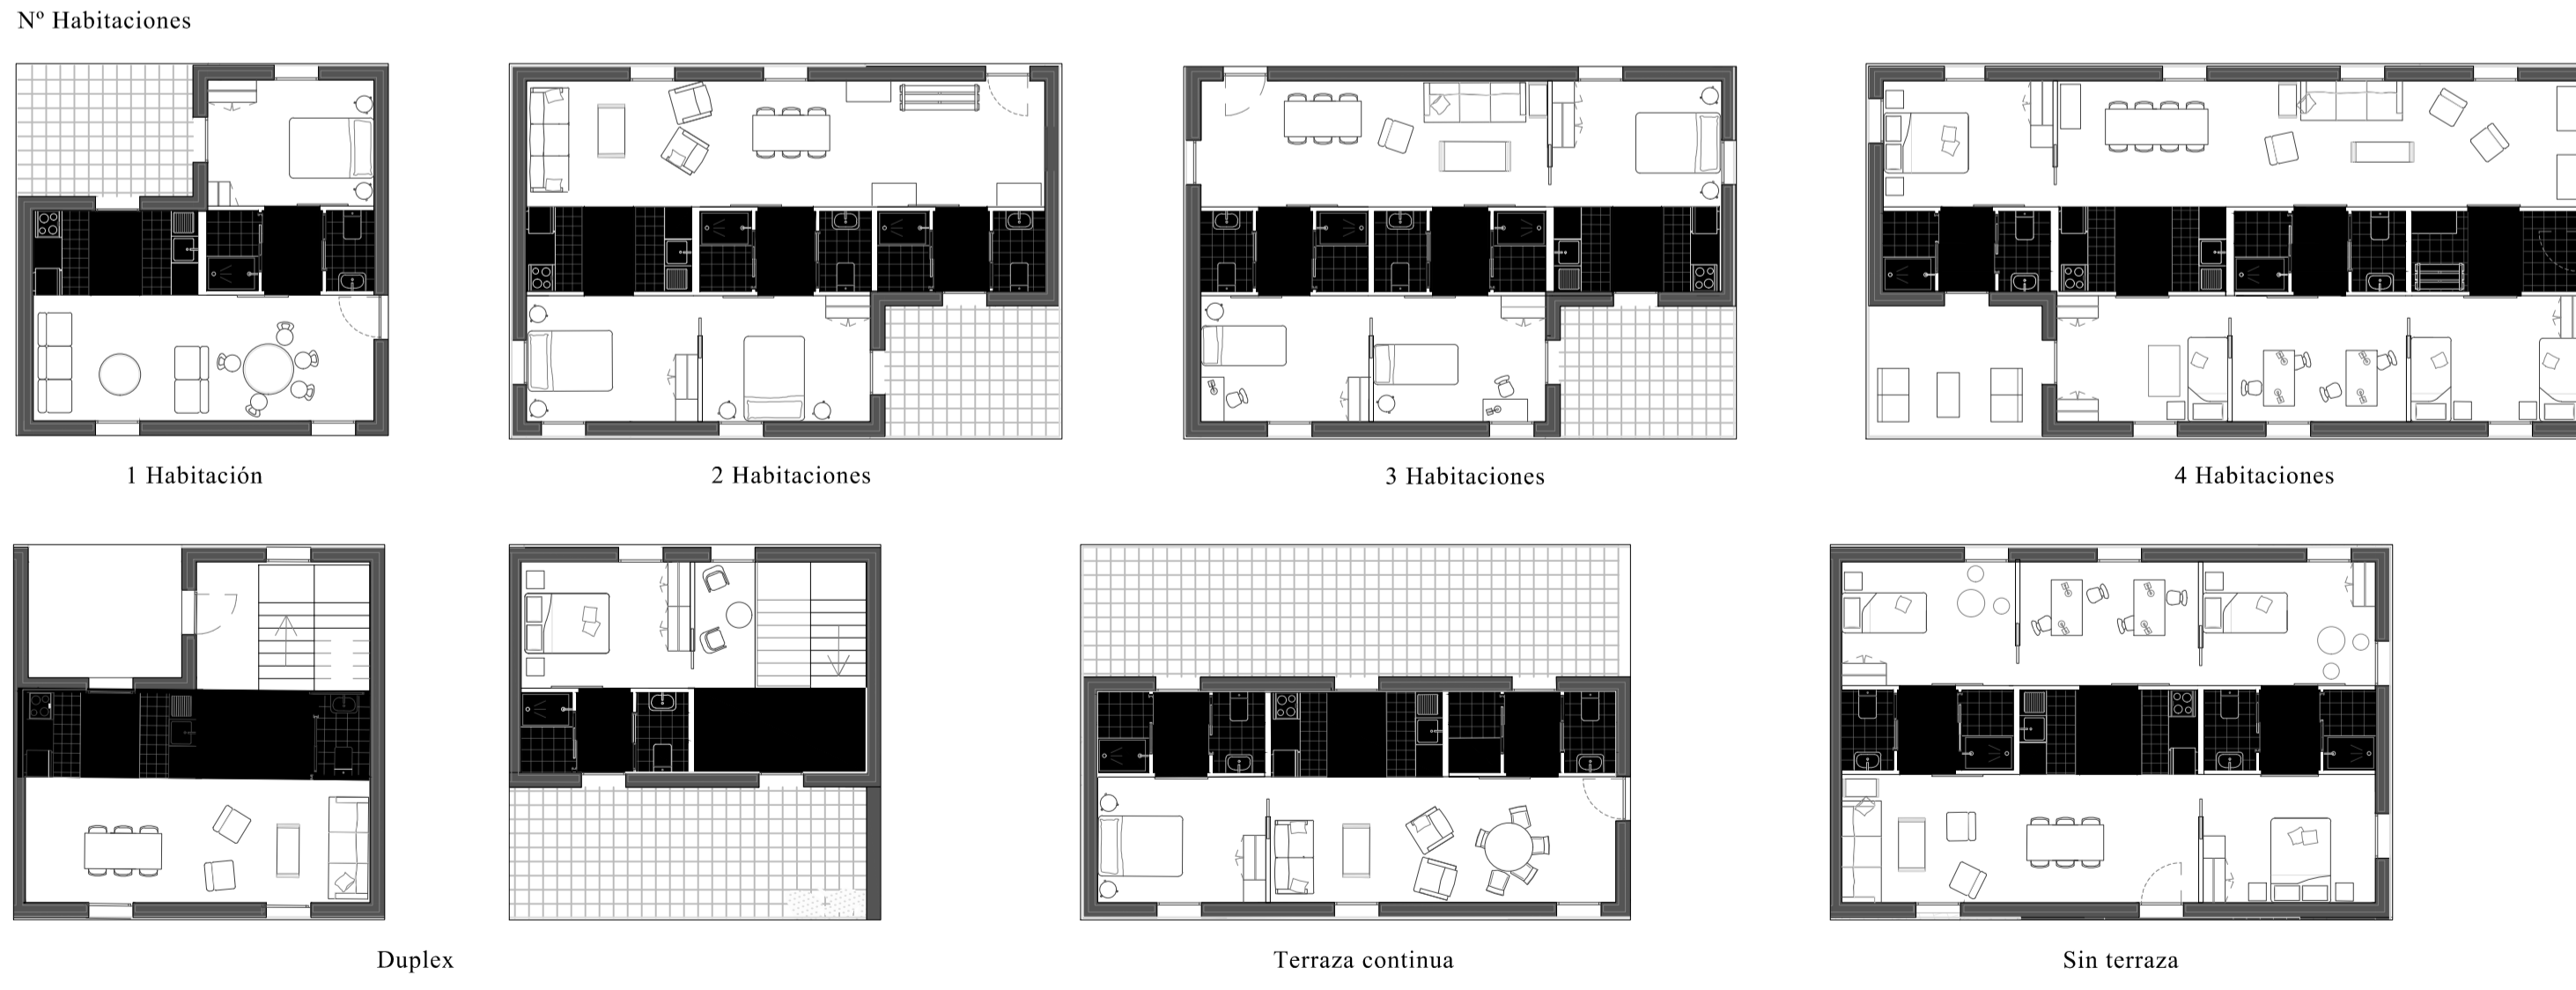 Nº Habitaciones
1 Habitación
2 Habitaciones
3 Habitaciones
4 Habitaciones
Duplex
Terraza continua
Sin terraza